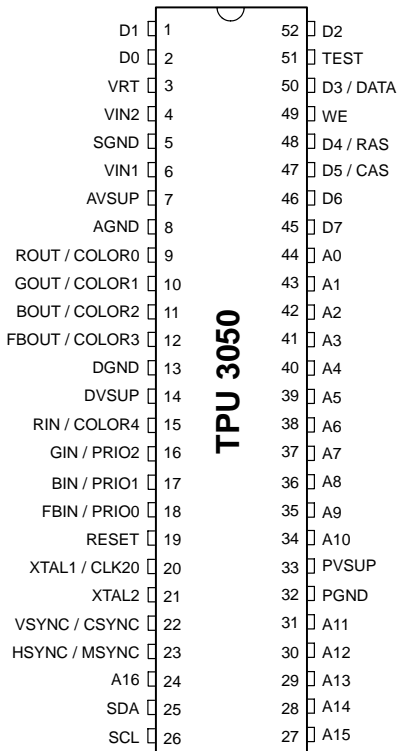 D1 1 52 D2
D0 2 51 TEST
VRT 3 50 D3 / DATA
VIN2 4 49 WE
SGND 5 48 D4 / RAS
VIN1 6 47 D5 / CAS
AVSUP 7 46 D6
AGND 8 45 D7
ROUT / COLOR0 9 44 A0
GOUT / COLOR1 10 43 A1
BOUT / COLOR2 11 42 A2
FBOUT / COLOR3 12 41 A3
DGND 13 40 A4
DVSUP 14 39 A5
RIN / COLOR4 15 38 A6
GIN / PRIO2 16 37 A7
BIN / PRIO1 17 36 A8
FBIN / PRIO0 18 35 A9
RESET 19 34 A10
XTAL1 / CLK20 20 33 PVSUP
XTAL2 21 32 PGND
VSYNC / CSYNC 22 31 A11
HSYNC / MSYNC 23 30 A12
A16 24 29 A13
SDA 25 28 A14
SCL 26 27 A15
TPU 3050